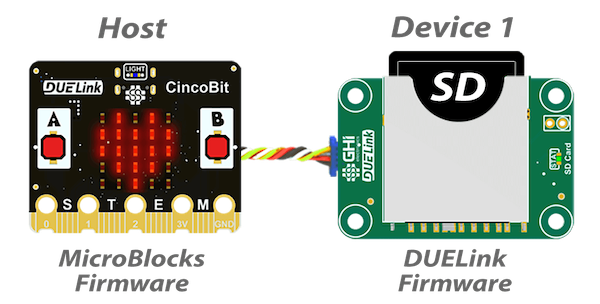 Host
Device 1
LIGHT
DUELink
CincoBit
A
B
S T E M
0 1 2 3V GND
SD
GHI
DUELink
STAT
SD Card
MicroBlocks
Firmware
DUELink
Firmware